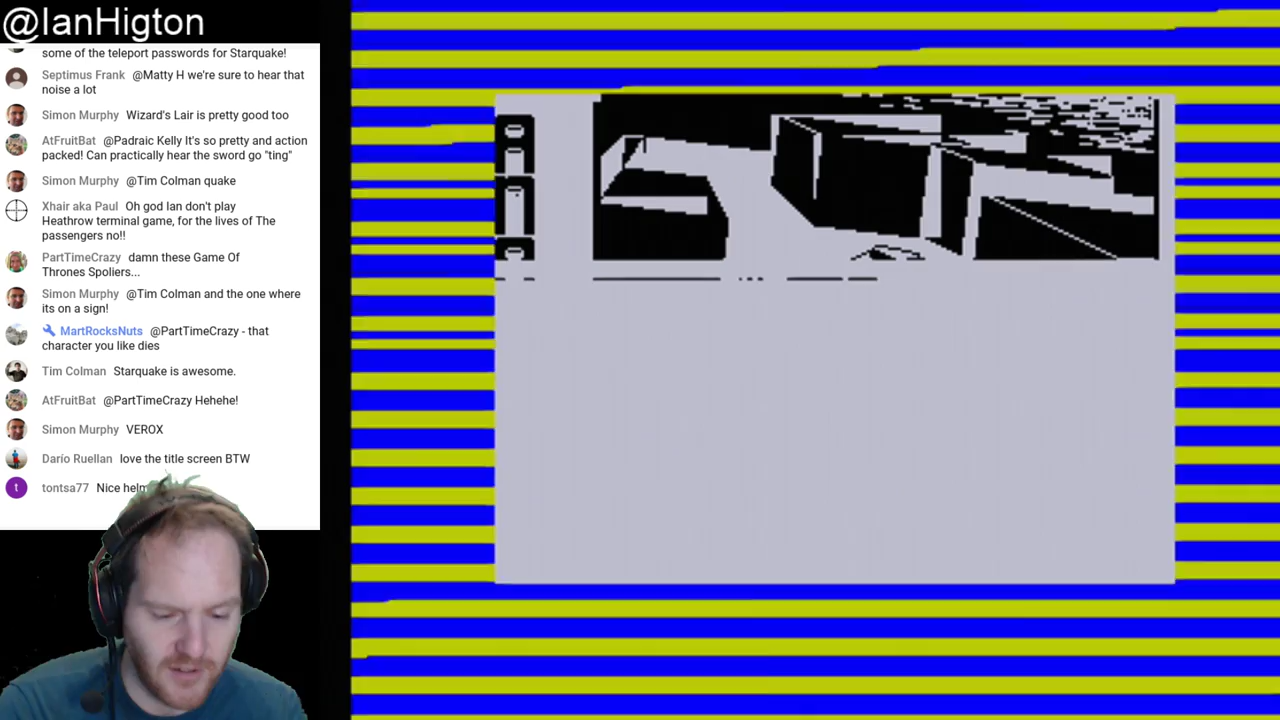 @IanHigton
some of the teleport passwords for Starquake!
Septimus Frank @Matty H we're sure to hear that
noise a lot
Simon Murphy Wizard's Lair is pretty good too
AtFruitBat @Padraic Kelly It's so pretty and action
packed! Can practically hear the sword go "ting"
Simon Murphy @Tim Colman quake
Xhair aka Paul Oh god Ian don't play
Heathrow terminal game, for the lives of The
passengers no!!
PartTimeCrazy damn these Game Of
Thrones Spoliers...
Simon Murphy @Tim Colman and the one where
its on a sign!
MartRocksNuts @PartTimeCrazy - that
character you like dies
Tim Colman Starquake is awesome.
AtFruitBat @PartTimeCrazy Hehehe!
Simon Murphy VEROX
Darío Ruellan love the title screen BTW
t tontsa77 Nice